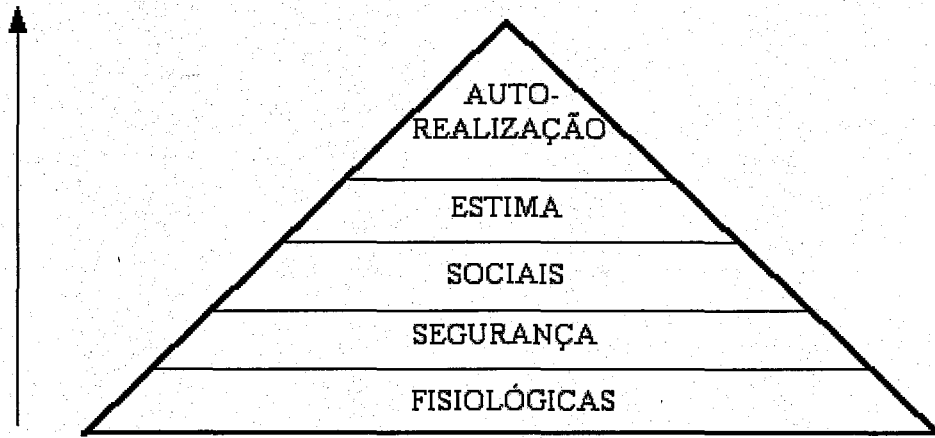 AUTO-
REALIZAÇÃO
ESTIMA
SOCIAIS
SEGURANÇA
FISIOLÓGICAS